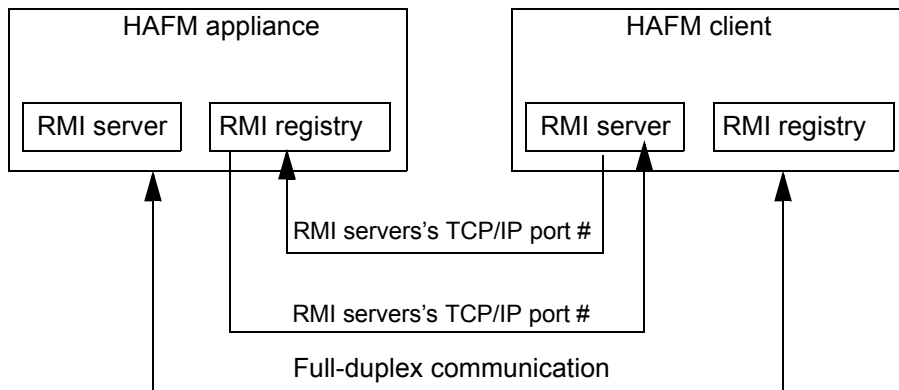 HAFM appliance
HAFM client
RMI server
RMI registry
RMI server
RMI registry
RMI servers's TCP/IP port #
RMI servers's TCP/IP port #
Full-duplex communication